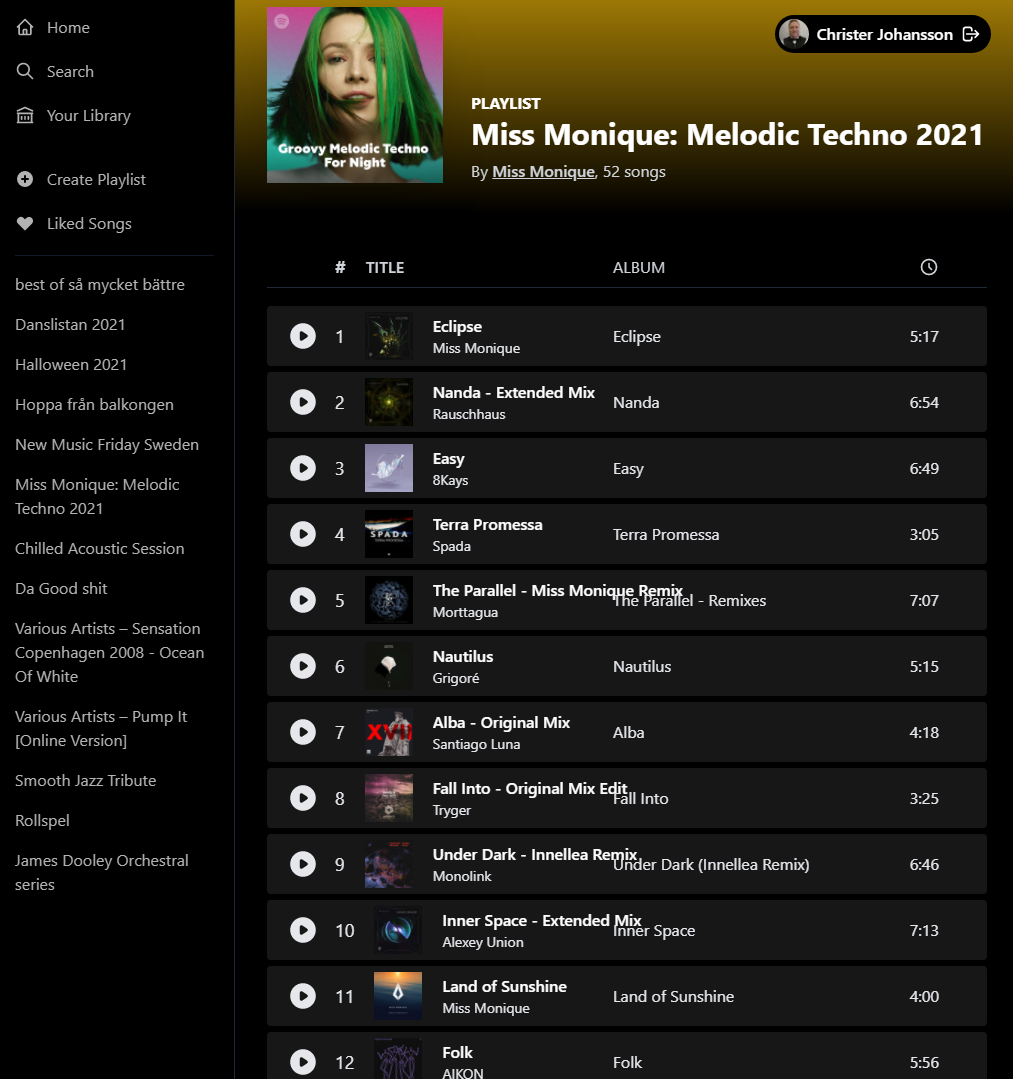 Home
Search
Your Library
Create Playlist
Liked Songs
best of så mycket bättre
Danslistan 2021
Halloween 2021
Hoppa från balkongen
New Music Friday Sweden
Miss Monique: Melodic
Techno 2021
Chilled Acoustic Session
Da Good shit
Various Artists – Sensation
Copenhagen 2008 - Ocean
Of White
Various Artists – Pump It
[Online Version]
Smooth Jazz Tribute
Rollspel
James Dooley Orchestral
series
Groovy Melodic Techno
For Night
Christer Johansson
PLAYLIST
Miss Monique: Melodic Techno 2021
By Miss Monique, 52 songs
# TITLE ALBUM
1 Eclipse Eclipse 5:17
Miss Monique
2 Nanda - Extended Mix Nanda 6:54
Rauschhaus
3 Easy Easy 6:49
8Kays
SPADA
4 Terra Promessa Terra Promessa 3:05
Spada
5 The Parallel - Miss Monique Remix The Parallel - Remixes 7:07
Morttagua
6 Nautilus Nautilus 5:15
Grigoré
7 Alba - Original Mix Alba 4:18
Santiago Luna
8 Fall Into - Original Mix Edit Fall Into 3:25
Tryger
9 Under Dark - Innellea Remix Under Dark (Innellea Remix) 6:46
Monolink
10 Inner Space - Extended Mix Inner Space 7:13
Alexey Union
11 Land of Sunshine Land of Sunshine 4:00
Miss Monique
12 Folk Folk 5:56
AIKON